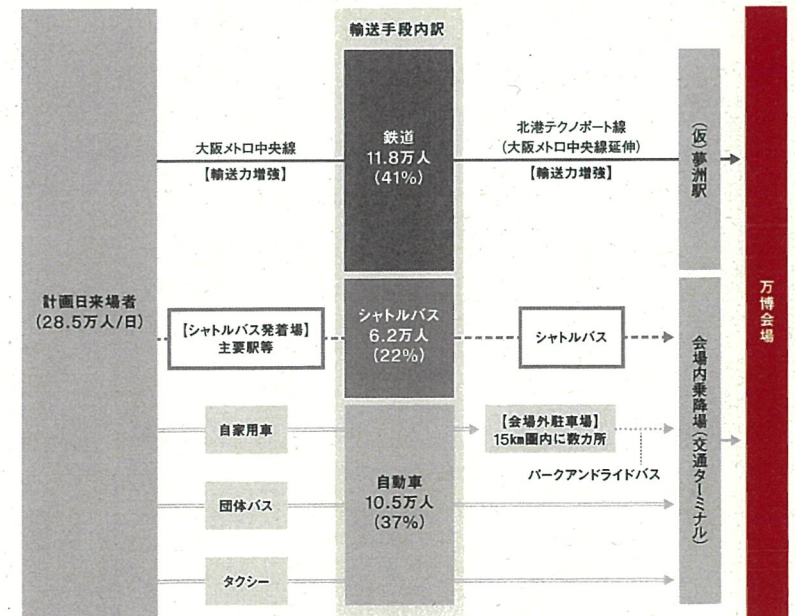 輸送手段内訳
計画日来場者
(28.5万人/日)
大阪メトロ中央線
【輸送力増強】
鉄道
11.8万人
(41%)
北港テクノポート線
(大阪メトロ中央線延伸)
【輸送力増強】
(仮)夢洲駅
【シャトルバス発着場】
主要駅等
シャトルバス
6.2万人
(22%)
シャトルバス
自家用車
団体バス
タクシー
自動車
10.5万人
(37%)
【会場外駐車場】
15km圏内に数カ所
パークアンドライドバス
会場内乗降場(交通ターミナル)
万博会場